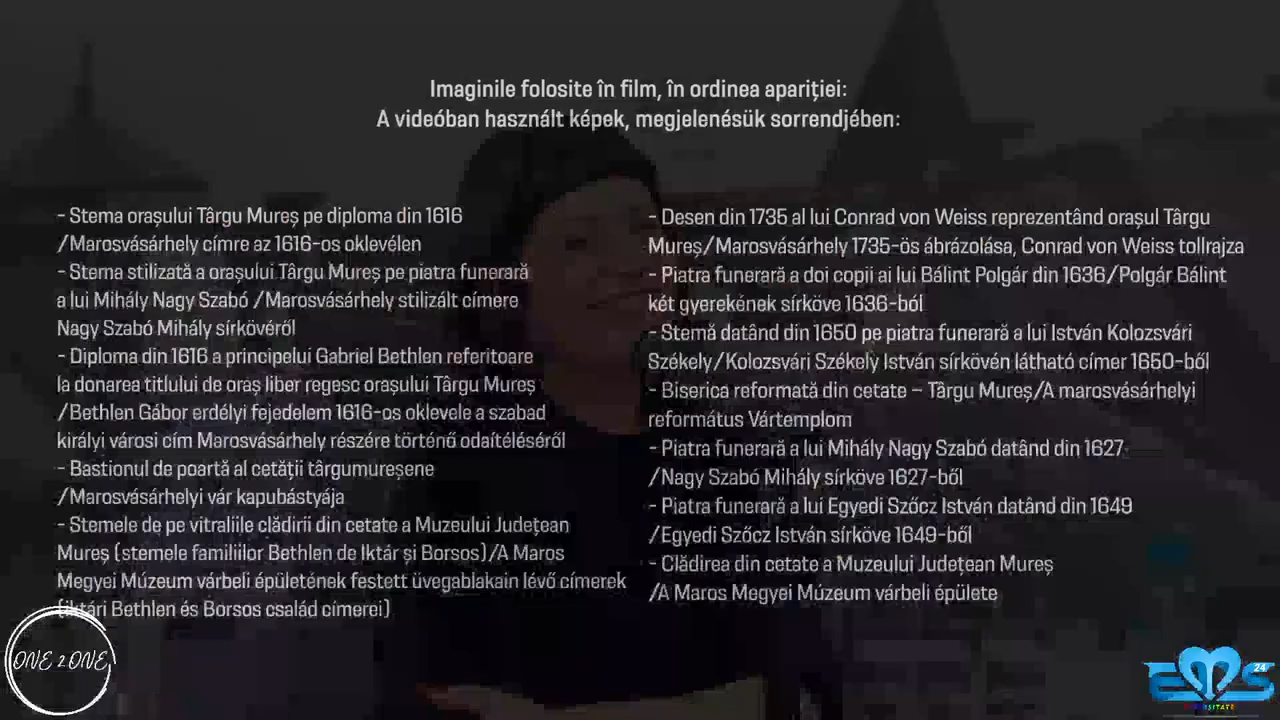 Imaginile folosite în film, în ordinea apariției:
A videóban használt képek, megjelenésük sorrendjében:
- Stema orașului Târgu Mureș pe diploma din 1616
/Marosvásárhely címre az 1616-os oklevélen
- Stema stilizată a orașului Târgu Mureș pe piatra funerară
a lui Mihály Nagy Szabó /Marosvásárhely stilizált címere
Nagy Szabó Mihály sírkövéről
- Diploma din 1616 a principelui Gabriel Bethlen referitoare
la donarea titlului de oraș liber regesc orașului Târgu Mureș
/Bethlen Gábor erdélyi fejedelem 1616-os oklevele a szabad
királyi városi cím Marosvásárhely részére történő odaítéléséről
- Bastionul de poartă al cetății târgumureșene
/Marosvásárhelyi vár kapubástyája
- Stemele de pe vitraliile clădirii din cetate a Muzeului Județean
Mureș (stemele familiilor Bethlen de Iktár și Borsos)/A Maros
Megyei Múzeum várbeli épületének festett üvegablakain lévő címerek
(iktári Bethlen és Borsos család címerei)
- Desen din 1735 al lui Conrad von Weiss reprezentând orașul Târgu
Mureș/Marosvásárhely 1735-ös ábrázolása, Conrad von Weiss tollrajza
- Piatra funerară a doi copii ai lui Bálint Polgár din 1636/Polgár Bálint
két gyerekének sírköve 1636-ból
- Stemă datând din 1650 pe piatra funerară a lui István Kolozsvári
Székely/Kolozsvári Székely István sírkövén látható címer 1650-ből
- Biserica reformată din cetate – Târgu Mureș/A marosvásárhelyi
református Vártemplom
- Piatra funerară a lui Mihály Nagy Szabó datând din 1627
/Nagy Szabó Mihály sírköve 1627-ből
- Piatra funerară a lui Egyedi Szőcz István datând din 1649
/Egyedi Szőcz István sírköve 1649-ből
- Clădirea din cetate a Muzeului Județean Mureș
/A Maros Megyei Múzeum várbeli épülete
ONE 2 ONE
EMS
24